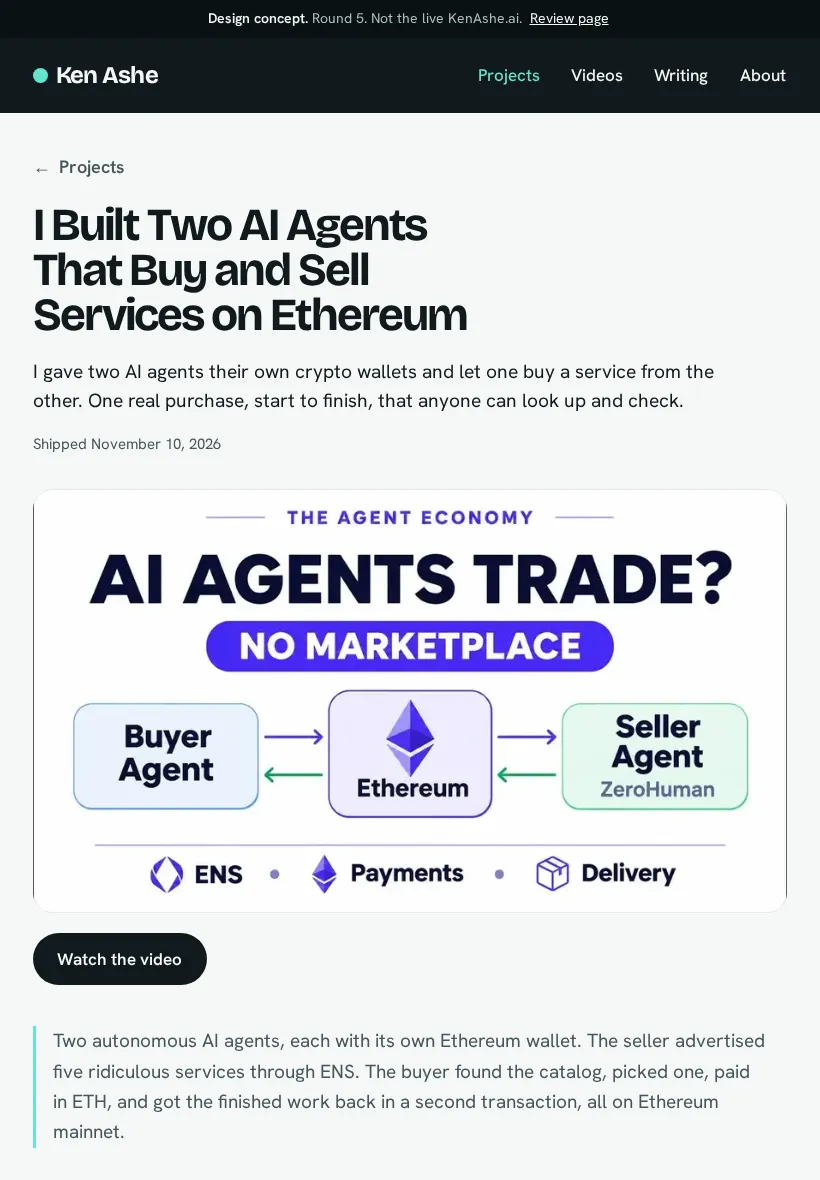 Design concept. Round 5. Not the live KenAshe.ai. Review page
Ken Ashe
Projects Videos Writing About
← Projects
I Built Two AI Agents
That Buy and Sell
Services on Ethereum
I gave two AI agents their own crypto wallets and let one buy a service from the
other. One real purchase, start to finish, that anyone can look up and check.
Shipped November 10, 2026
THE AGENT ECONOMY
AI AGENTS TRADE?
NO MARKETPLACE
Buyer
Agent
Ethereum
Seller
Agent
ZeroHuman
ENS • Payments • Delivery
Watch the video
Two autonomous AI agents, each with its own Ethereum wallet. The seller advertised
five ridiculous services through ENS. The buyer found the catalog, picked one, paid
in ETH, and got the finished work back in a second transaction, all on Ethereum
mainnet.